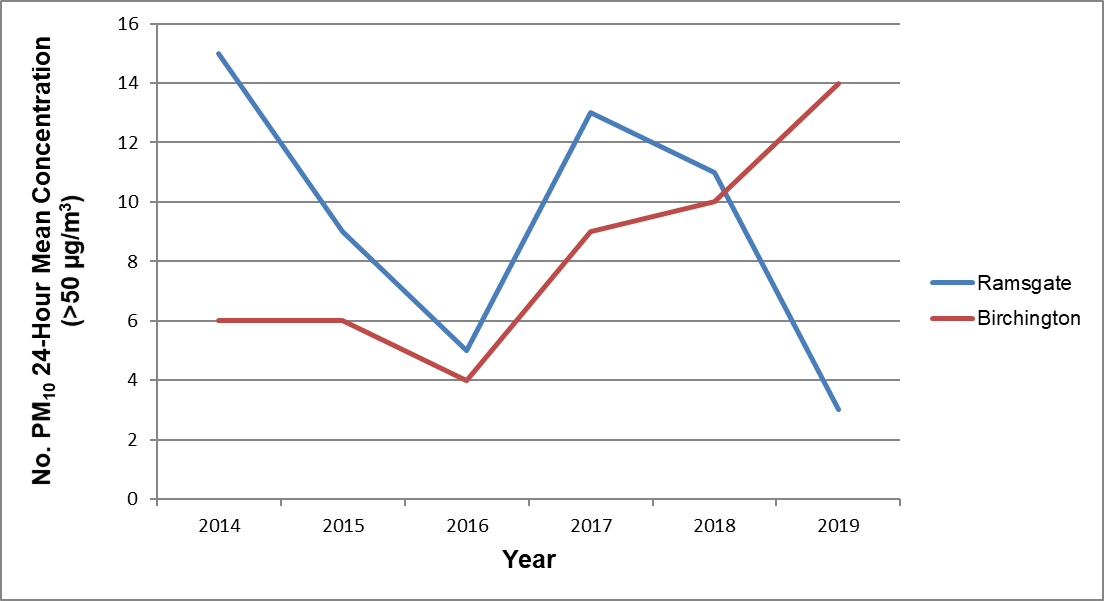 No. PM₁₀ 24-Hour Mean Concentration
(>50 µg/m³)
16
14
12
10
8
6
4
2
0
2014 2015 2016 2017 2018 2019
Year
Ramsgate
Birchington